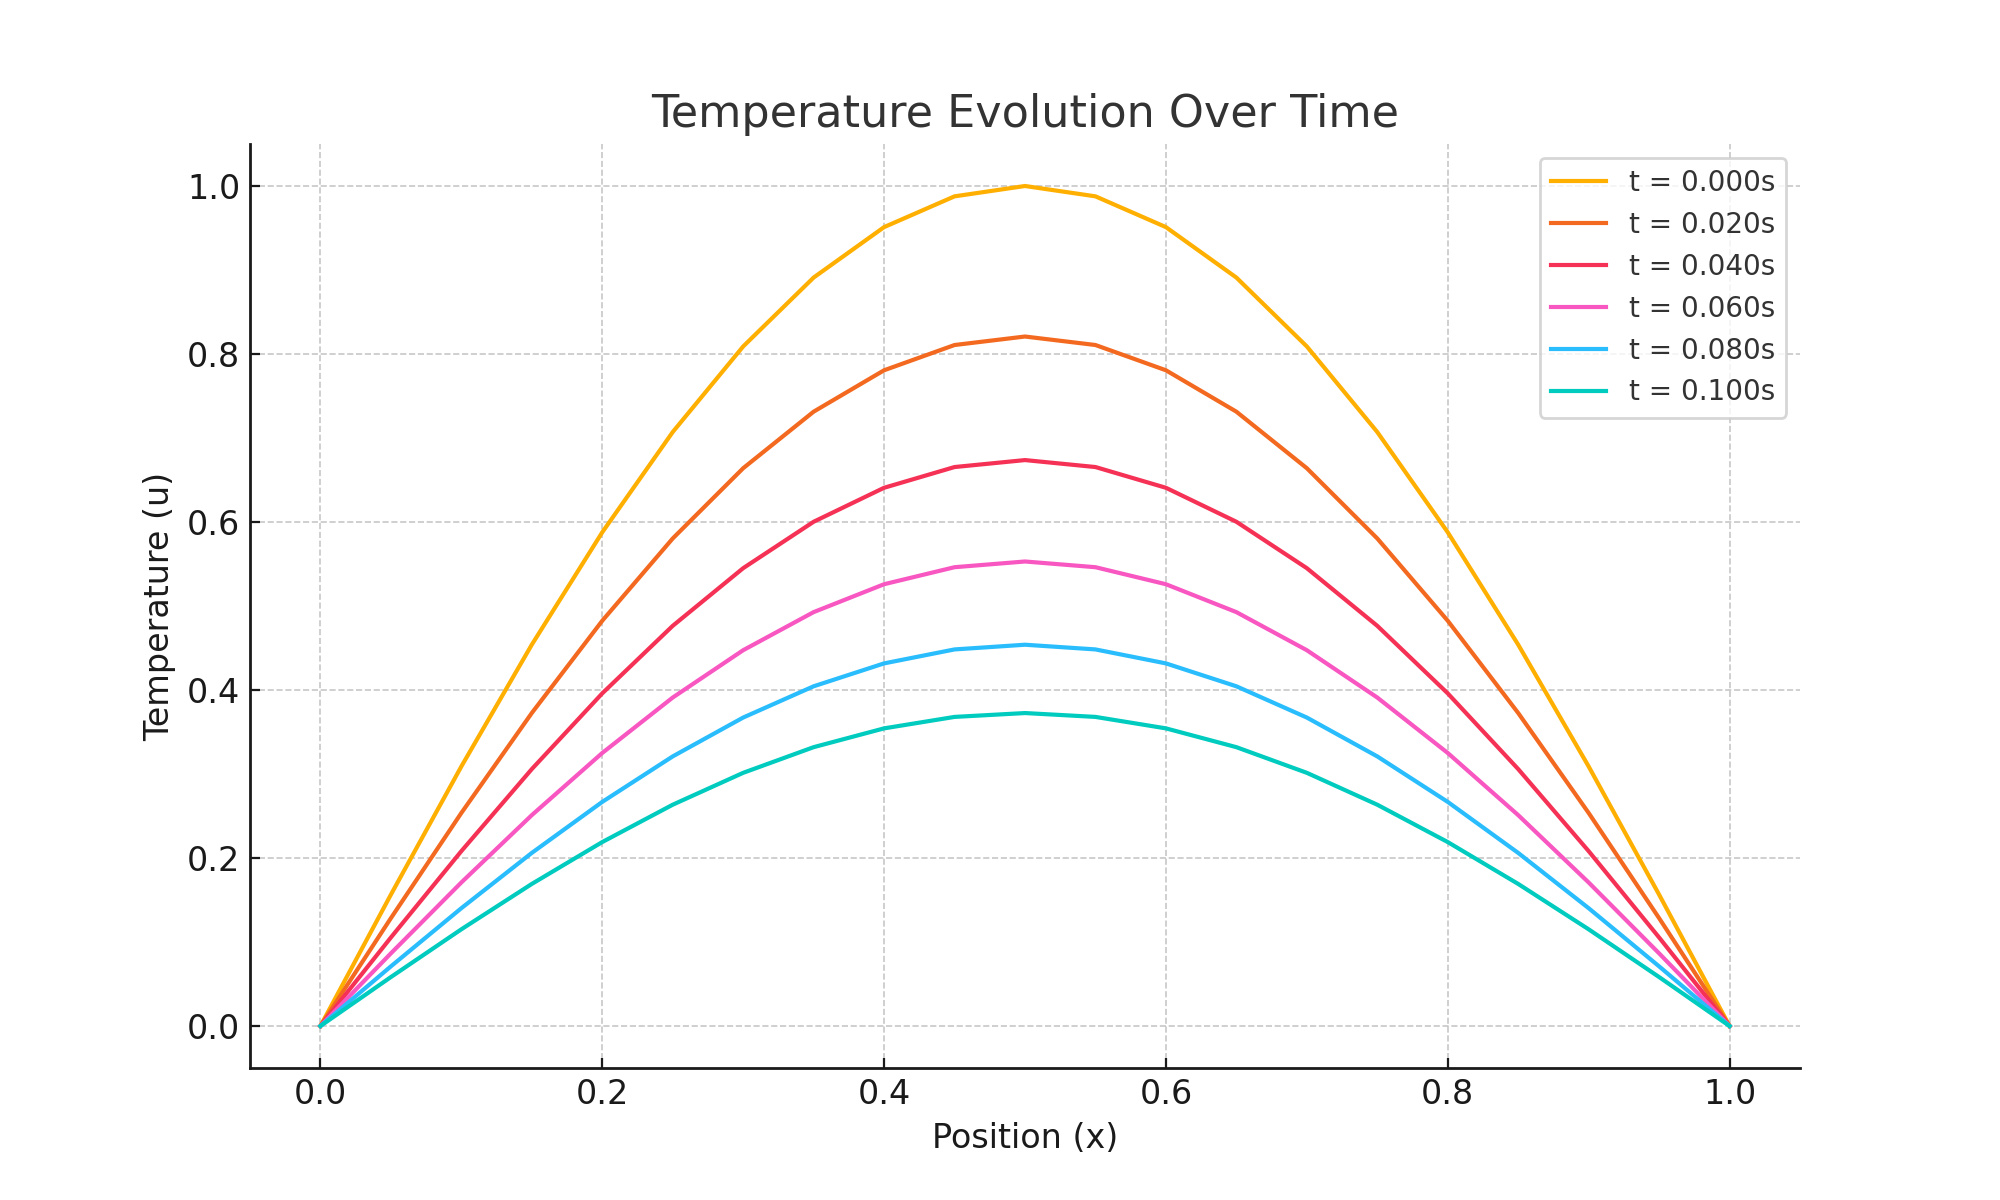 Temperature Evolution Over Time
t = 0.000s
t = 0.020s
t = 0.040s
t = 0.060s
t = 0.080s
t = 0.100s
Temperature (u)
1.0
0.8
0.6
0.4
0.2
0.0
0.0 0.2 0.4 0.6 0.8 1.0
Position (x)